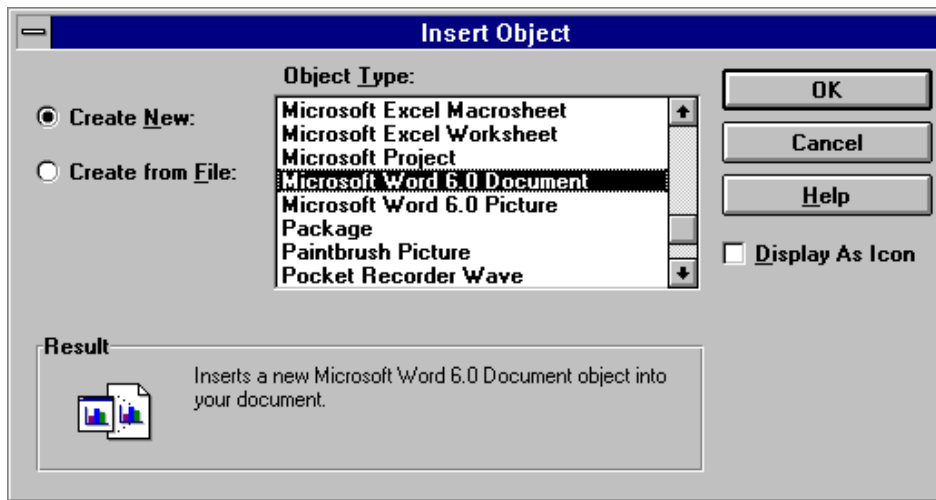 Insert Object
Object Type:
Create New:
Create from File:
Microsoft Excel Macrosheet
Microsoft Excel Worksheet
Microsoft Project
Microsoft Word 6.0 Document
Microsoft Word 6.0 Picture
Package
Paintbrush Picture
Pocket Recorder Wave
OK
Cancel
Help
Display As Icon
Result
Inserts a new Microsoft Word 6.0 Document object into
your document.